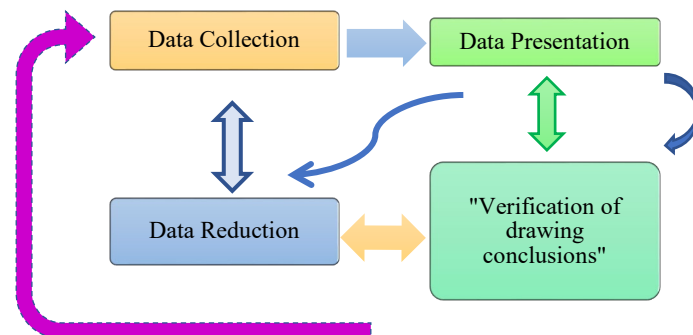 Data Collection
Data Presentation
Data Reduction
"Verification of
drawing
conclusions"